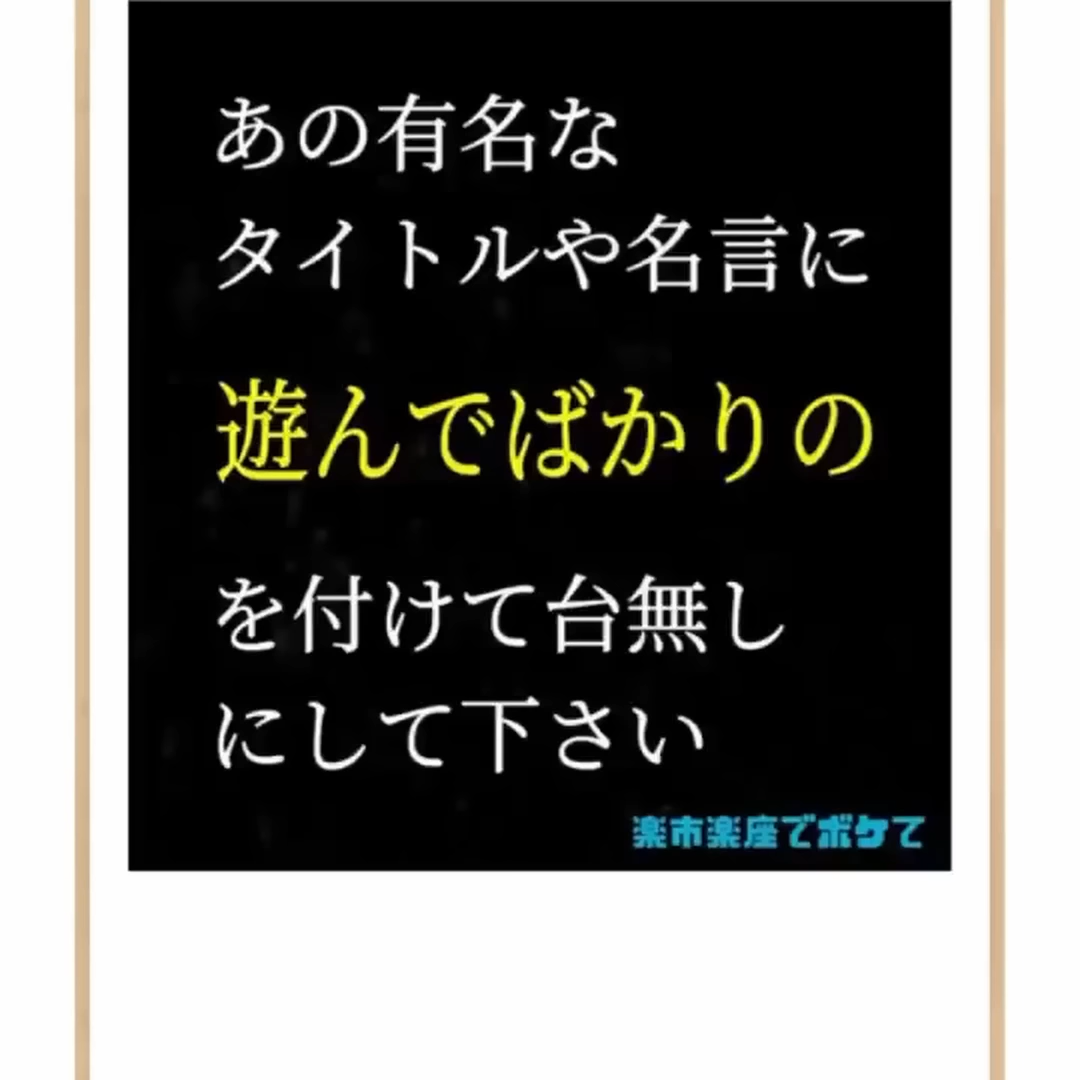 あの有名な
タイトルや名言に
遊んでばかりの
を付けて台無し
にして下さい
楽市楽座でボケて